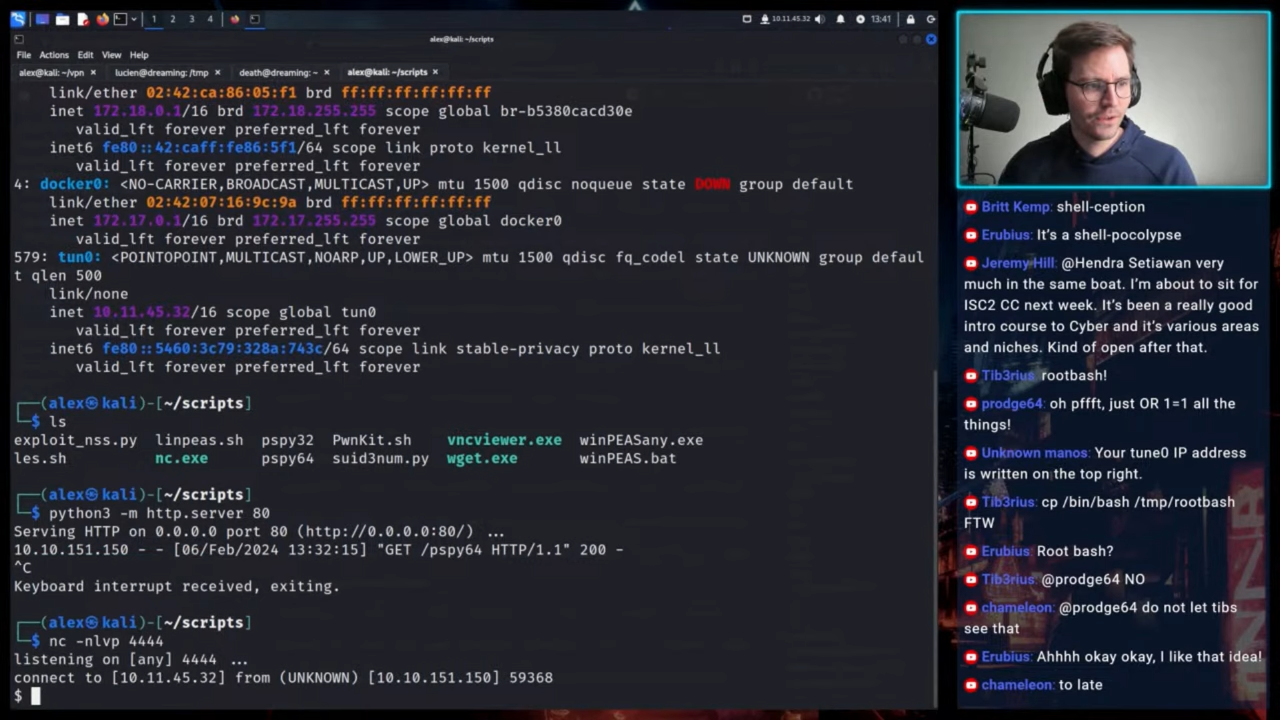 1 2 3 4
10.11.45.32
13:41
alex@kali: ~/scripts
File Actions Edit View Help
alex@kali: ~/vpn × lucien@dreaming: /tmp × death@dreaming: ~ × alex@kali: ~/scripts ×
link/ether 02:42:ca:86:05:f1 brd ff:ff:ff:ff:ff:ff
inet 172.18.0.1/16 brd 172.18.255.255 scope global br-b5380cacd30e
valid_lft forever preferred_lft forever
inet6 fe80::42:caff:fe86:5f1/64 scope link proto kernel_ll
valid_lft forever preferred_lft forever
4: docker0: <NO-CARRIER,BROADCAST,MULTICAST,UP> mtu 1500 qdisc noqueue state DOWN group default
link/ether 02:42:07:16:9c:9a brd ff:ff:ff:ff:ff:ff
inet 172.17.0.1/16 brd 172.17.255.255 scope global docker0
valid_lft forever preferred_lft forever
579: tun0: <POINTOPOINT,MULTICAST,NOARP,UP,LOWER_UP> mtu 1500 qdisc fq_codel state UNKNOWN group defaul
t qlen 500
link/none
inet 10.11.45.32/16 scope global tun0
valid_lft forever preferred_lft forever
inet6 fe80::5460:3c79:328a:743c/64 scope link stable-privacy proto kernel_ll
valid_lft forever preferred_lft forever
┌──(alex㉿kali)-[~/scripts]
└─$ ls
exploit_nss.py linpeas.sh pspy32 PwnKit.sh vncviewer.exe winPEASany.exe
les.sh nc.exe pspy64 suid3num.py wget.exe winPEAS.bat
┌──(alex㉿kali)-[~/scripts]
└─$ python3 -m http.server 80
Serving HTTP on 0.0.0.0 port 80 (http://0.0.0.0:80/) ...
10.10.151.150 - - [06/Feb/2024 13:32:15] "GET /pspy64 HTTP/1.1" 200 -
^C
Keyboard interrupt received, exiting.
┌──(alex㉿kali)-[~/scripts]
└─$ nc -nlvp 4444
listening on [any] 4444 ...
connect to [10.11.45.32] from (UNKNOWN) [10.10.151.150] 59368
$
Britt Kemp: shell-ception
Erubius: It's a shell-pocolypse
Jeremy Hill: @Hendra Setiawan very
much in the same boat. I'm about to sit for
ISC2 CC next week. It's been a really good
intro course to Cyber and it's various areas
and niches. Kind of open after that.
Tib3rius: rootbash!
prodge64: oh pffft, just OR 1=1 all the
things!
Unknown manos: Your tune0 IP address
is written on the top right.
Tib3rius: cp /bin/bash /tmp/rootbash
FTW
Erubius: Root bash?
Tib3rius: @prodge64 NO
chameleon: @prodge64 do not let tibs
see that
Erubius: Ahhhh okay okay, I like that idea!
chameleon: to late